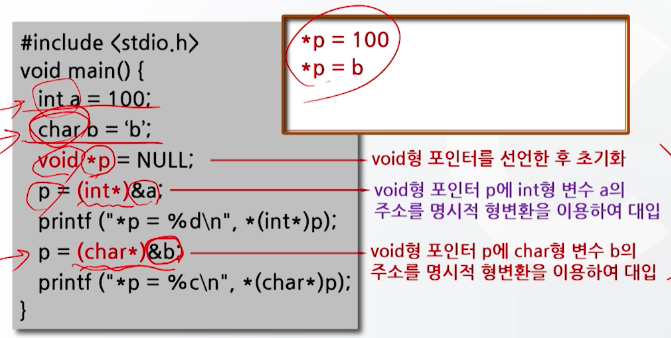 #include <stdio.h>
void main() {
int a = 100;
char b = ‘b’;
void *p = NULL;
p = (int*)&a;
printf ("*p = %d\n", *(int*)p);
p = (char*)&b;
printf ("*p = %c\n", *(char*)p);
}
*p = 100
*p = b
void형 포인터를 선언한 후 초기화
void형 포인터 p에 int형 변수 a의
주소를 명시적 형변환을 이용하여 대입
void형 포인터 p에 char형 변수 b의
주소를 명시적 형변환을 이용하여 대입